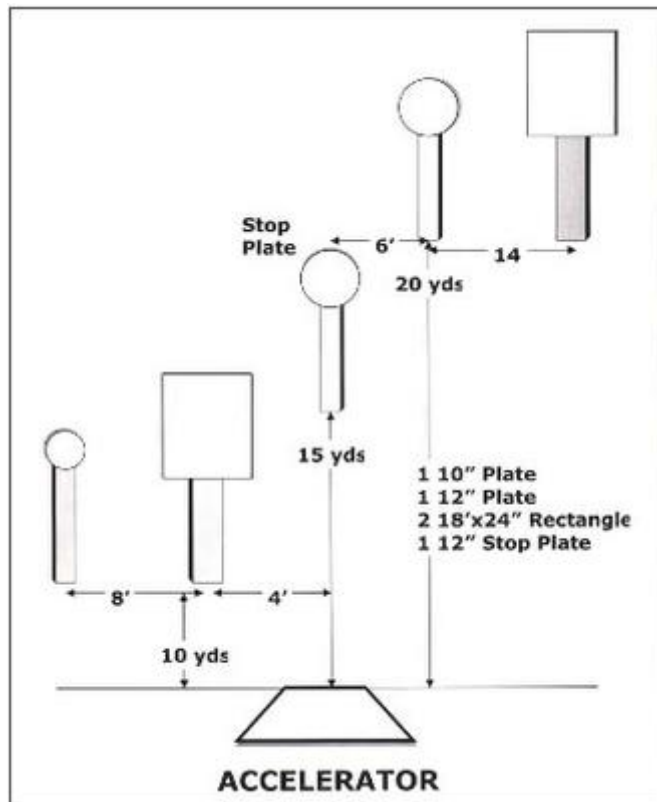 Stop
Plate
6'
14
20 yds
15 yds
1 10" Plate
1 12" Plate
2 18'x24" Rectangle
1 12" Stop Plate
8'
4'
10 yds
ACCELERATOR